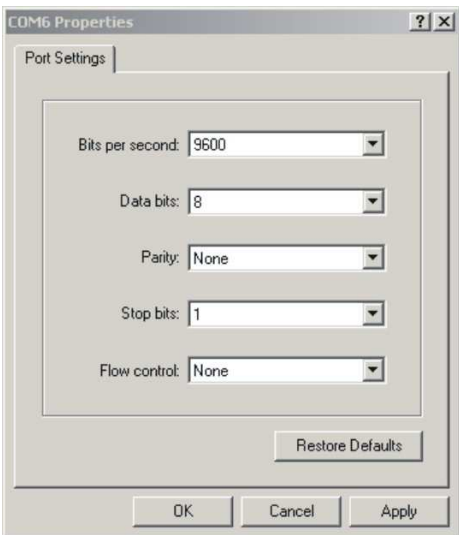 COM6 Properties
Port Settings
Bits per second: 9600
Data bits: 8
Parity: None
Stop bits: 1
Flow control: None
Restore Defaults
OK Cancel Apply